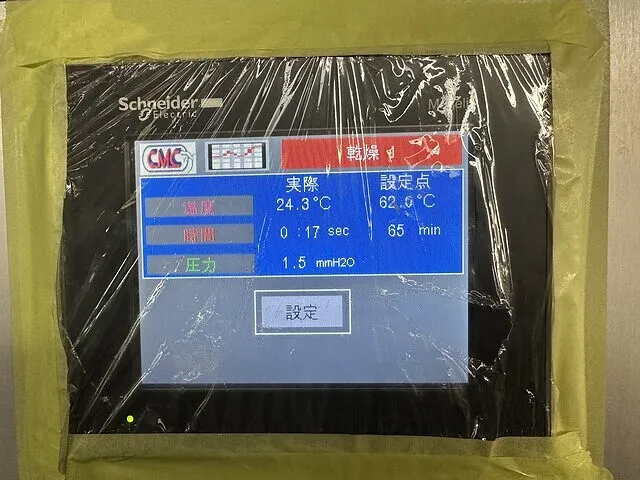 Schneider
Electric
CMC
乾燥
実際 設定点
温度 24.3℃ 62.0℃
時間 0 :17 sec 65 min
圧力 1.5 mmH2O
設定